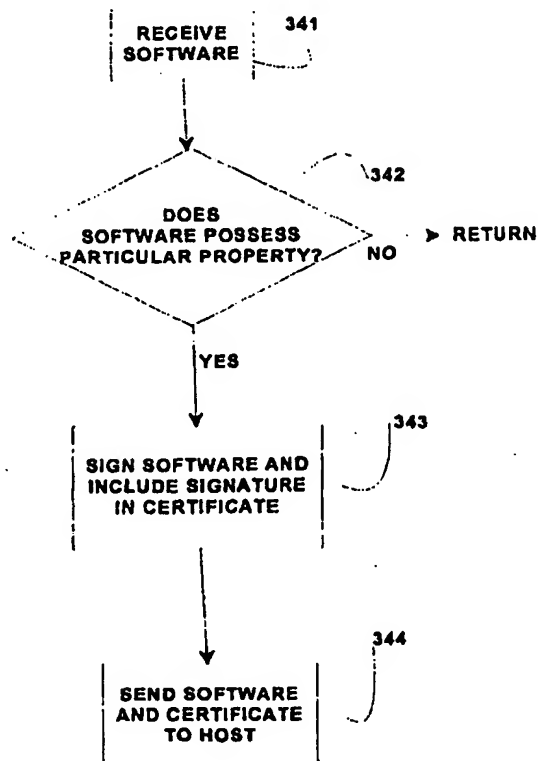 RECEIVE
SOFTWARE
341
342
DOES
SOFTWARE POSSESS
PARTICULAR PROPERTY?
NO
RETURN
YES
343
SIGN SOFTWARE AND
INCLUDE SIGNATURE
IN CERTIFICATE
344
SEND SOFTWARE
AND CERTIFICATE
TO HOST